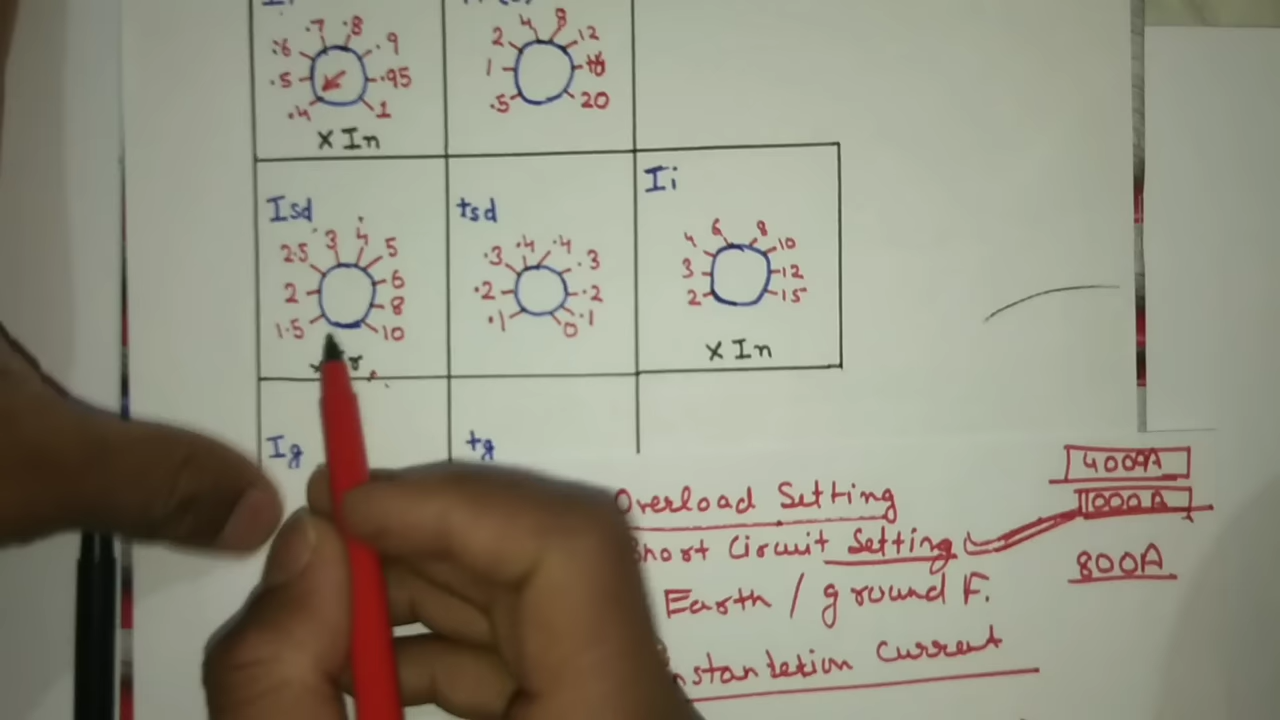 .4 .5 .6 .7 .8 .9 .95 1
× In
.5 1 2 4 8 12 20
Isd
1.5 2 2.5 3 4 5 6 8 10
tsd
.1 .2 .3 .4 .4 .3 .2 .1 0
Ii
2 3 4 6 8 10 12 15
× In
Ig
tg
400A
1000A
800A
Overload Setting
Short Circuit Setting
Earth / ground F.
Instantetion Current